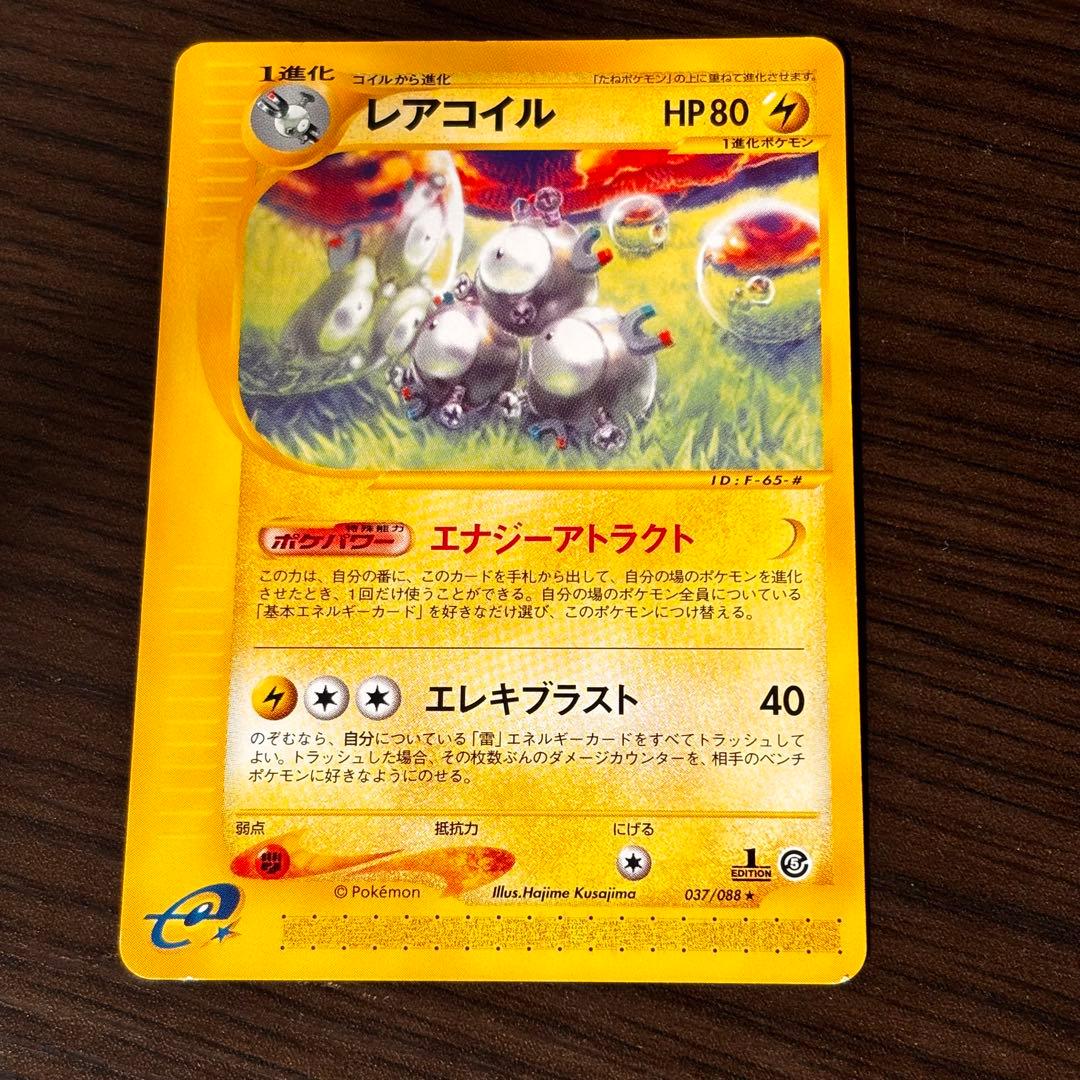 1進化 コイルから進化 「たねポケモン」の上に重ねて進化させます。
レアコイル HP80
1進化ポケモン
ID:F-65-#
特殊能力
ポケパワー エナジーアトラクト
この力は、自分の番に、このカードを手札から出して、自分の場のポケモンを進化
させたとき、1回だけ使うことができる。自分の場のポケモン全員についている
「基本エネルギーカード」を好きなだけ選び、このポケモンにつけ替える。
エレキブラスト 40
のぞむなら、自分についている「雷」エネルギーカードをすべてトラッシュして
よい。トラッシュした場合、その枚数ぶんのダメージカウンターを、相手のベンチ
ポケモンに好きなようにのせる。
弱点 抵抗力 にげる
1
EDITION
5
© Pokémon Illus.Hajime Kusajima 037/088 ★
e